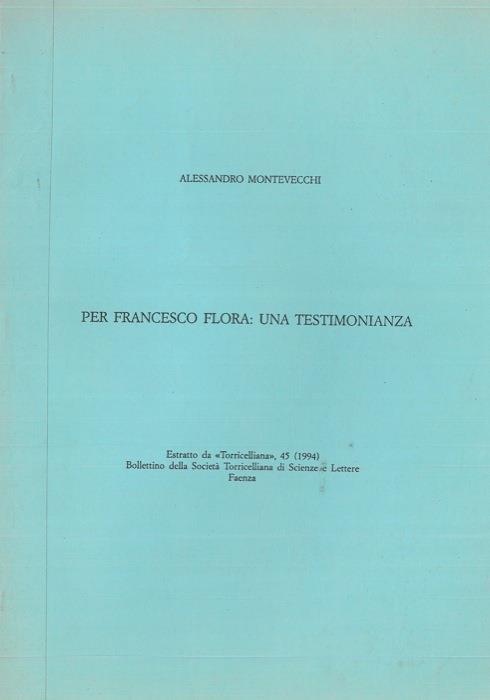 ALESSANDRO MONTEVECCHI
PER FRANCESCO FLORA: UNA TESTIMONIANZA
Estratto da «Torricelliana», 45 (1994)
Bollettino della Società Torricelliana di Scienze e Lettere
Faenza